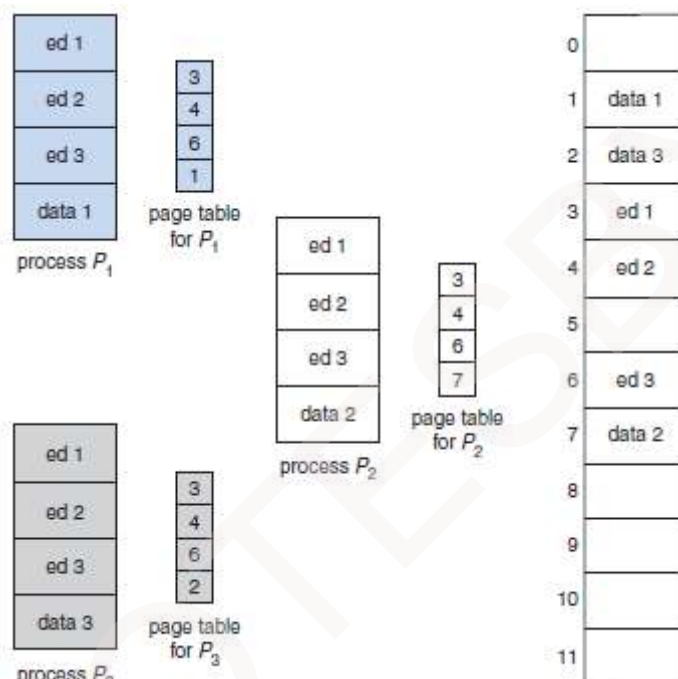 ed 1
ed 2
ed 3
data 1
process P1
3
4
6
1
page table
for P1
ed 1
ed 2
ed 3
data 2
process P2
3
4
6
7
page table
for P2
ed 1
ed 2
ed 3
data 3
process P3
3
4
6
2
page table
for P3
0
1 data 1
2 data 3
3 ed 1
4 ed 2
5
6 ed 3
7 data 2
8
9
10
11